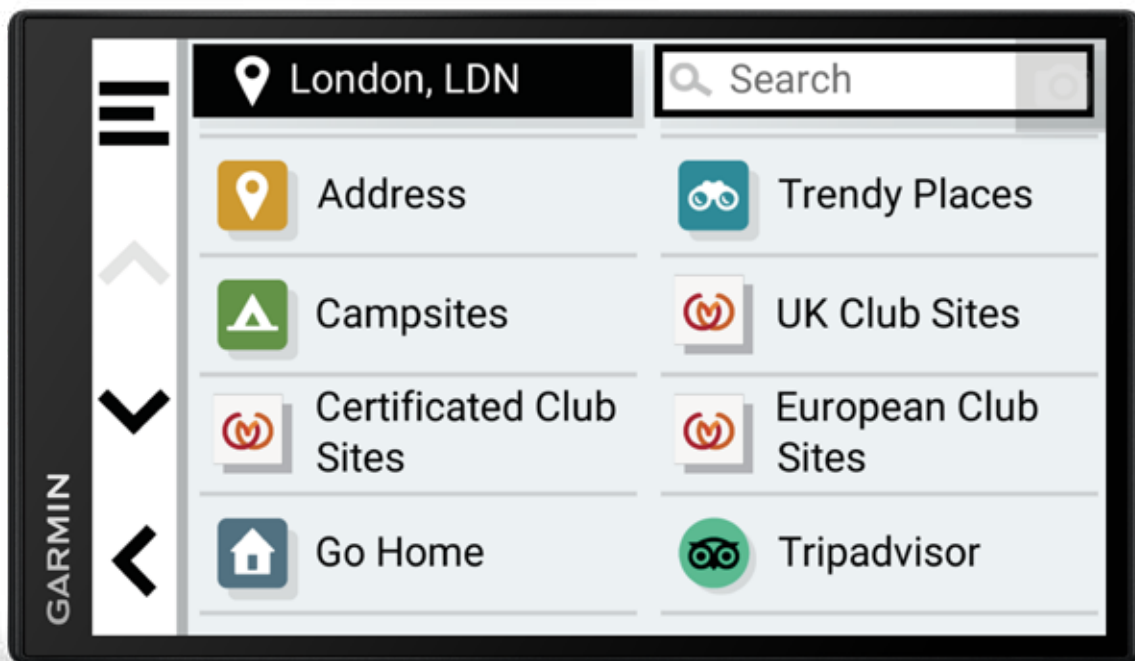 London, LDN
Search
Address
Trendy Places
Campsites
UK Club Sites
Certificated Club
Sites
European Club
Sites
Go Home
Tripadvisor
GARMIN